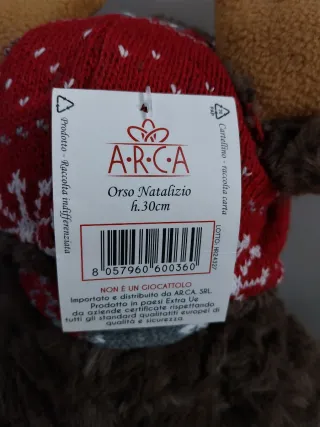 A·R·C·A
Orso Natalizio
h.30cm
8 057960 600360
NON È UN GIOCATTOLO
Importato e distribuito da A.R.C.A. SRL
Prodotto in paesi Extra Ue
da aziende certificate rispettando
tutti gli standard qualitatiti europei di
qualità e sicurezza.
Prodotto - Raccolta indifferenziata
Cartellino - raccolta carta